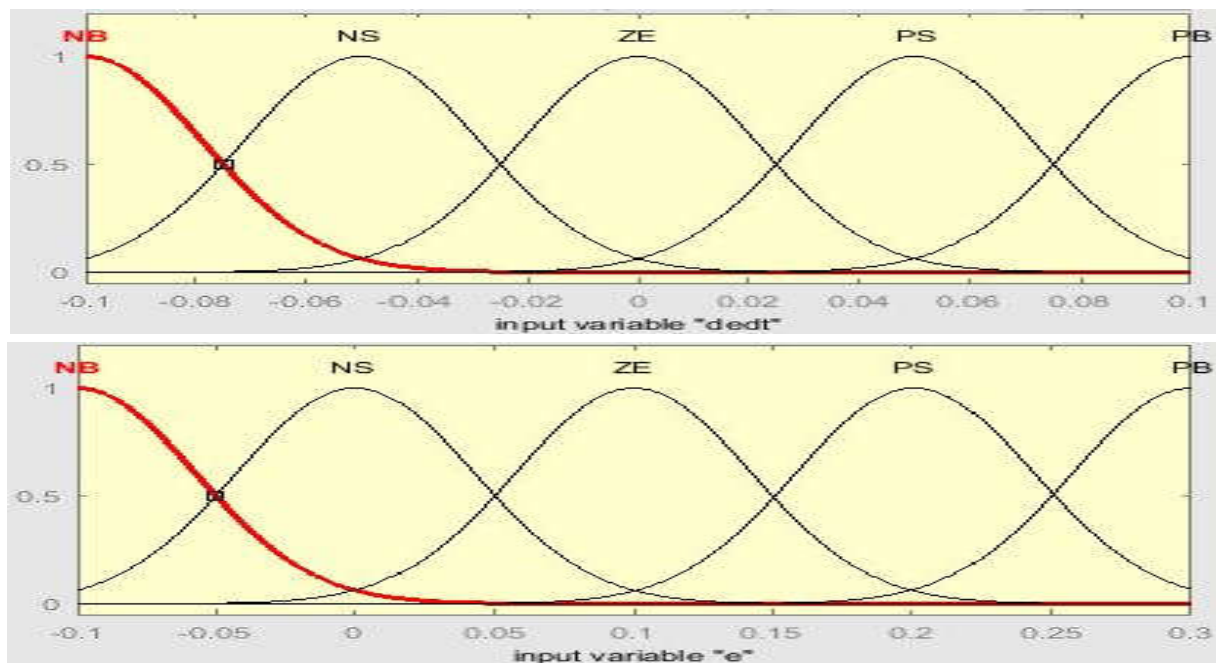 NB NS ZE PS PB
1
0.5
0
-0.1 -0.08 -0.06 -0.04 -0.02 0 0.02 0.04 0.06 0.08 0.1
input variable "dedt"
NB NS ZE PS PB
1
0.5
0
-0.1 -0.05 0 0.05 0.1 0.15 0.2 0.25 0.3
input variable "e"